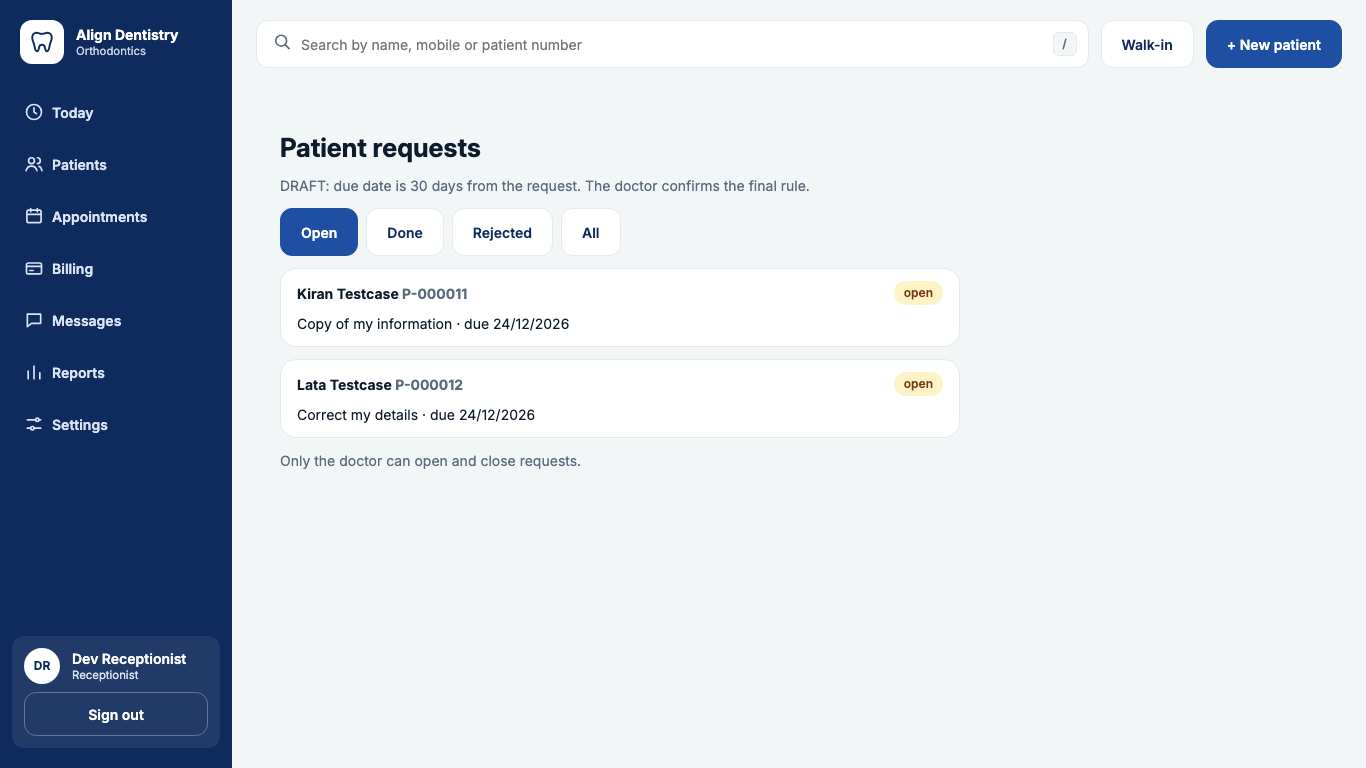 Align Dentistry
Orthodontics
Today
Patients
Appointments
Billing
Messages
Reports
Settings
DR
Dev Receptionist
Receptionist
Sign out
Search by name, mobile or patient number
/
Walk-in
+ New patient
Patient requests
DRAFT: due date is 30 days from the request. The doctor confirms the final rule.
Open
Done
Rejected
All
Kiran Testcase P-000011
open
Copy of my information · due 24/12/2026
Lata Testcase P-000012
open
Correct my details · due 24/12/2026
Only the doctor can open and close requests.